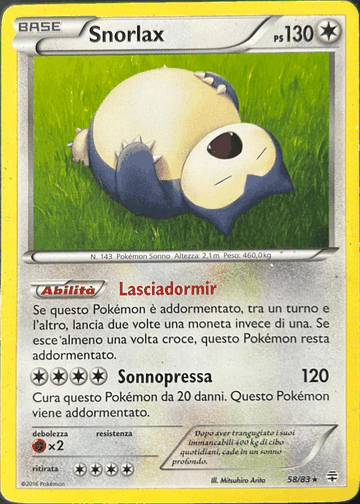 BASE Snorlax PS130
N. 143 Pokémon Sonno Altezza: 2,1 m Peso: 460,0 kg
Abilità Lasciadormir
Se questo Pokémon è addormentato, tra un turno e
l'altro, lancia due volte una moneta invece di una. Se
esce almeno una volta croce, questo Pokémon resta
addormentato.
Sonnopressa 120
Cura questo Pokémon da 20 danni. Questo Pokémon
viene addormentato.
debolezza resistenza
×2
ritirata
Dopo aver trangugiato i suoi
immancabili 400 kg di cibo
quotidiani, cade in un sonno
profondo.
©2016 Pokémon
Ill. Mitsuhiro Arita 58/83★